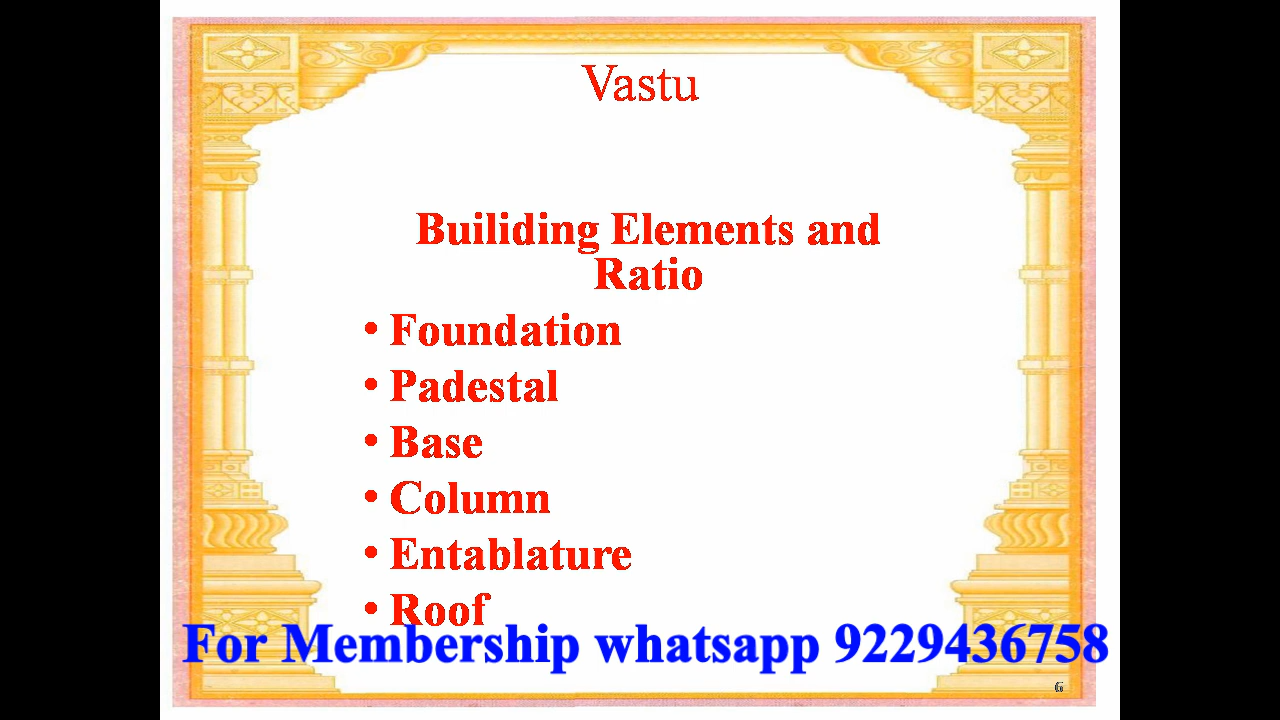 Vastu
Builiding Elements and
Ratio
• Foundation
• Padestal
• Base
• Column
• Entablature
• Roof
For Membership whatsapp 9229436758
6